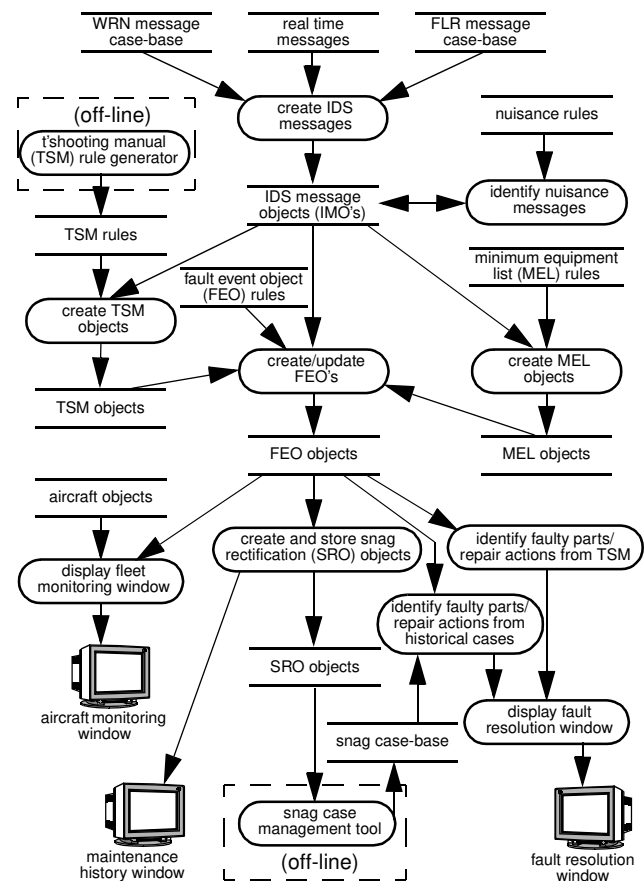 WRN message
case-base
real time
messages
FLR message
case-base
create IDS
messages
(off-line)
t'shooting manual
(TSM) rule generator
nuisance rules
IDS message
objects (IMO's)
identify nuisance
messages
TSM rules
fault event object
(FEO) rules
minimum equipment
list (MEL) rules
create TSM
objects
create/update
FEO's
create MEL
objects
TSM objects
FEO objects
MEL objects
aircraft objects
create and store snag
rectification (SRO) objects
identify faulty parts/
repair actions from TSM
display fleet
monitoring window
identify faulty parts/
repair actions from
historical cases
SRO objects
aircraft monitoring
window
snag case-base
display fault
resolution window
snag case
management tool
(off-line)
maintenance
history window
fault resolution
window